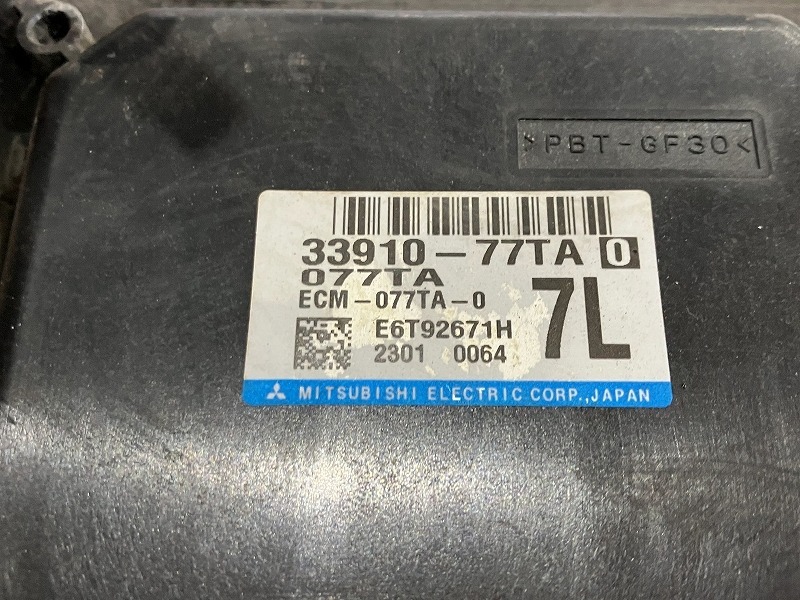 >PBT-GF30<
33910-77TA 0
077TA
ECM-077TA-0
7L
E6T92671H
2301 0064
MITSUBISHI ELECTRIC CORP., JAPAN